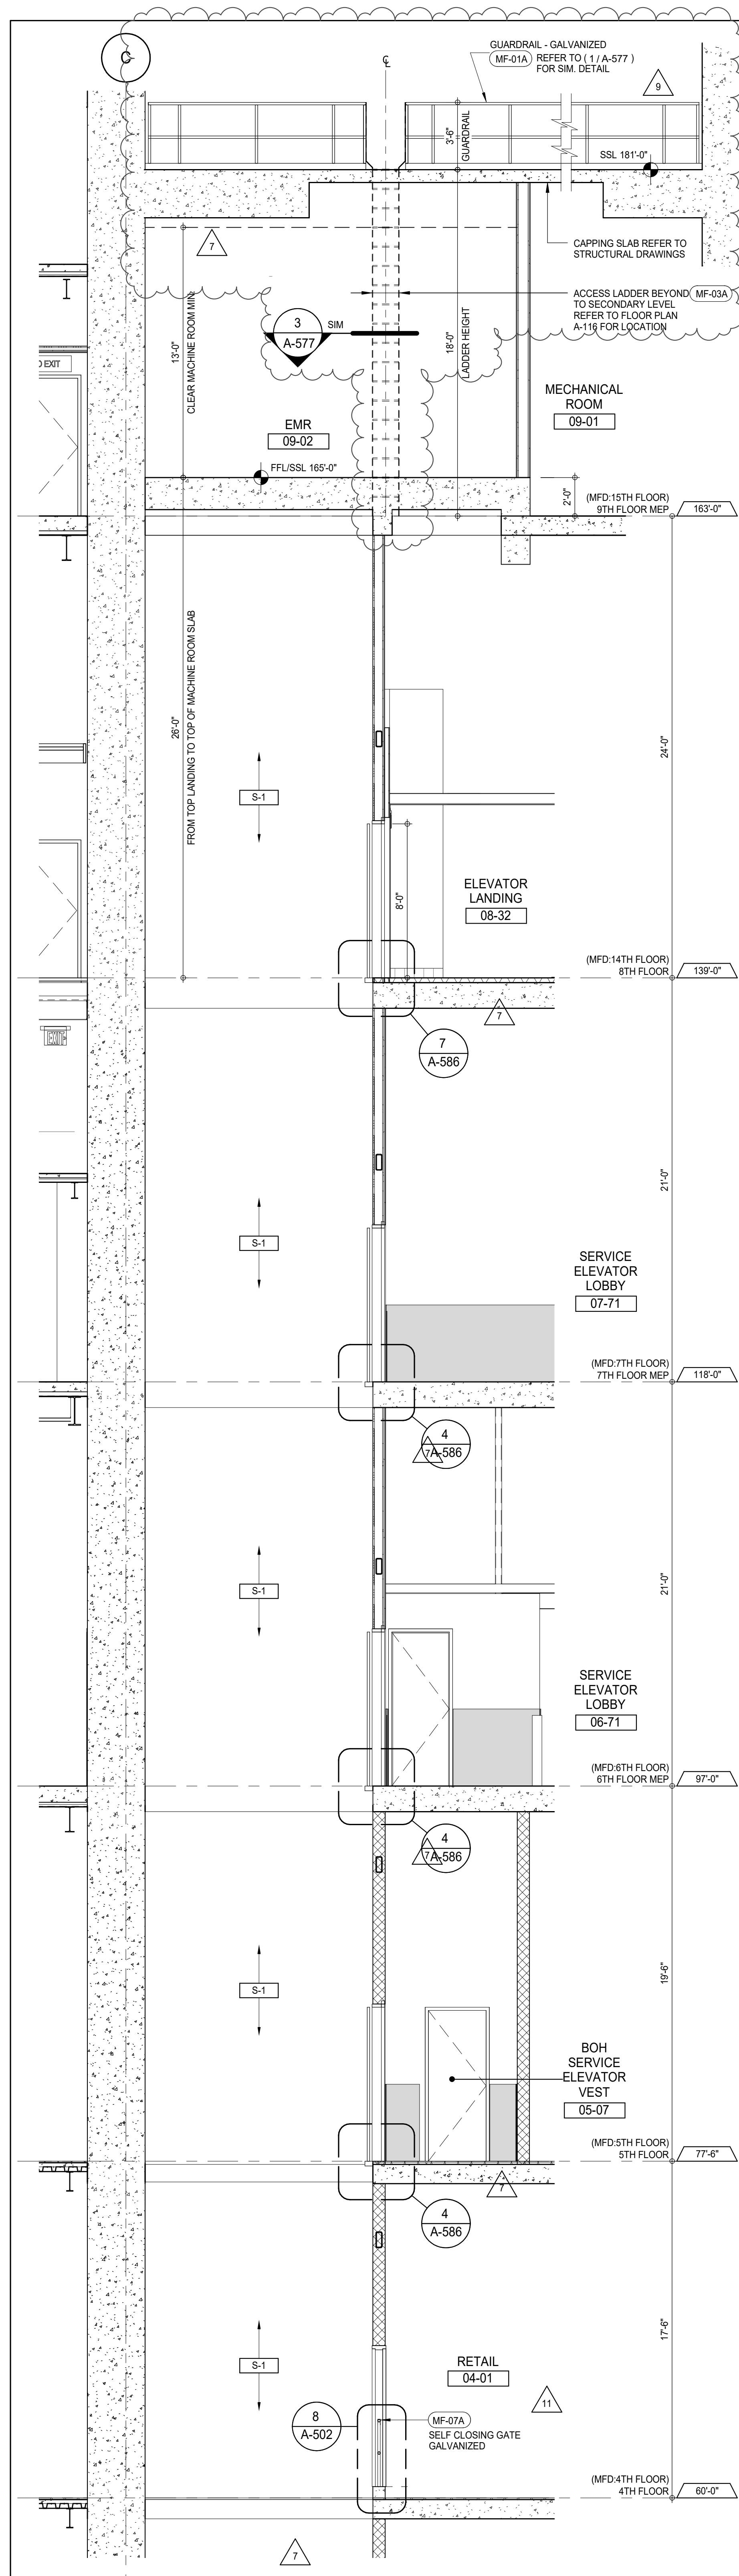 C
CL
GUARDRAIL - GALVANIZED
MF-01A
REFER TO ( 1 / A-577 )
FOR SIM. DETAIL
9
3'-6"
GUARDRAIL
SSL 181'-0"
CAPPING SLAB REFER TO
STRUCTURAL DRAWINGS
7
ACCESS LADDER BEYOND
MF-03A
TO SECONDARY LEVEL
REFER TO FLOOR PLAN
A-116 FOR LOCATION
13'-0"
CLEAR MACHINE ROOM MIN.
3
A-577
SIM
18'-0"
LADDER HEIGHT
EXIT
MECHANICAL
ROOM
09-01
EMR
09-02
FFL/SSL 165'-0"
2'-0"
(MFD:15TH FLOOR)
9TH FLOOR MEP
163'-0"
26'-0"
FROM TOP LANDING TO TOP OF MACHINE ROOM SLAB
24'-0"
S-1
8'-0"
ELEVATOR
LANDING
08-32
(MFD:14TH FLOOR)
8TH FLOOR
139'-0"
7
7
A-586
EXIT
21'-0"
S-1
SERVICE
ELEVATOR
LOBBY
07-71
(MFD:7TH FLOOR)
7TH FLOOR MEP
118'-0"
4
A-586
7
21'-0"
S-1
SERVICE
ELEVATOR
LOBBY
06-71
(MFD:6TH FLOOR)
6TH FLOOR MEP
97'-0"
4
A-586
7
19'-6"
S-1
BOH
SERVICE
ELEVATOR
VEST
05-07
(MFD:5TH FLOOR)
5TH FLOOR
77'-6"
7
4
A-586
17'-6"
S-1
RETAIL
04-01
11
8
A-502
MF-07A
SELF CLOSING GATE
GALVANIZED
(MFD:4TH FLOOR)
4TH FLOOR
60'-0"
7